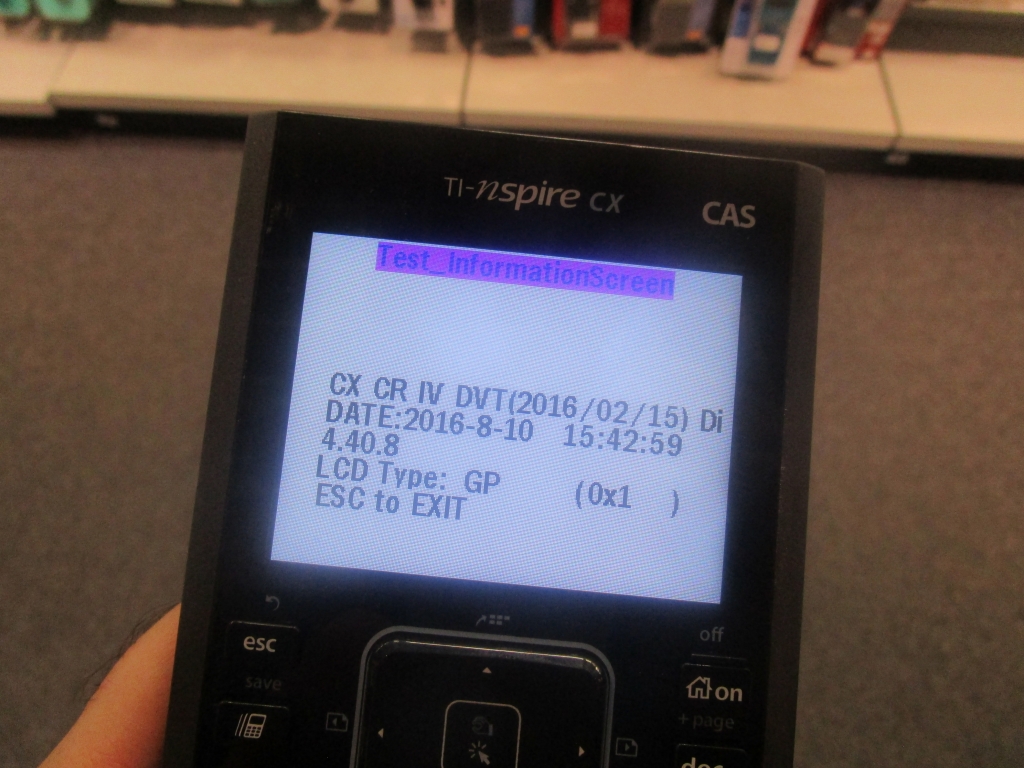 TI-nspire CX
CAS
Test_InformationScreen
CX CR IV DVT(2016/02/15) Di
DATE:2016-8-10 15:42:59
4.40.8
LCD Type: GP (0x1 )
ESC to EXIT
off
esc
on
save
+ page
doc